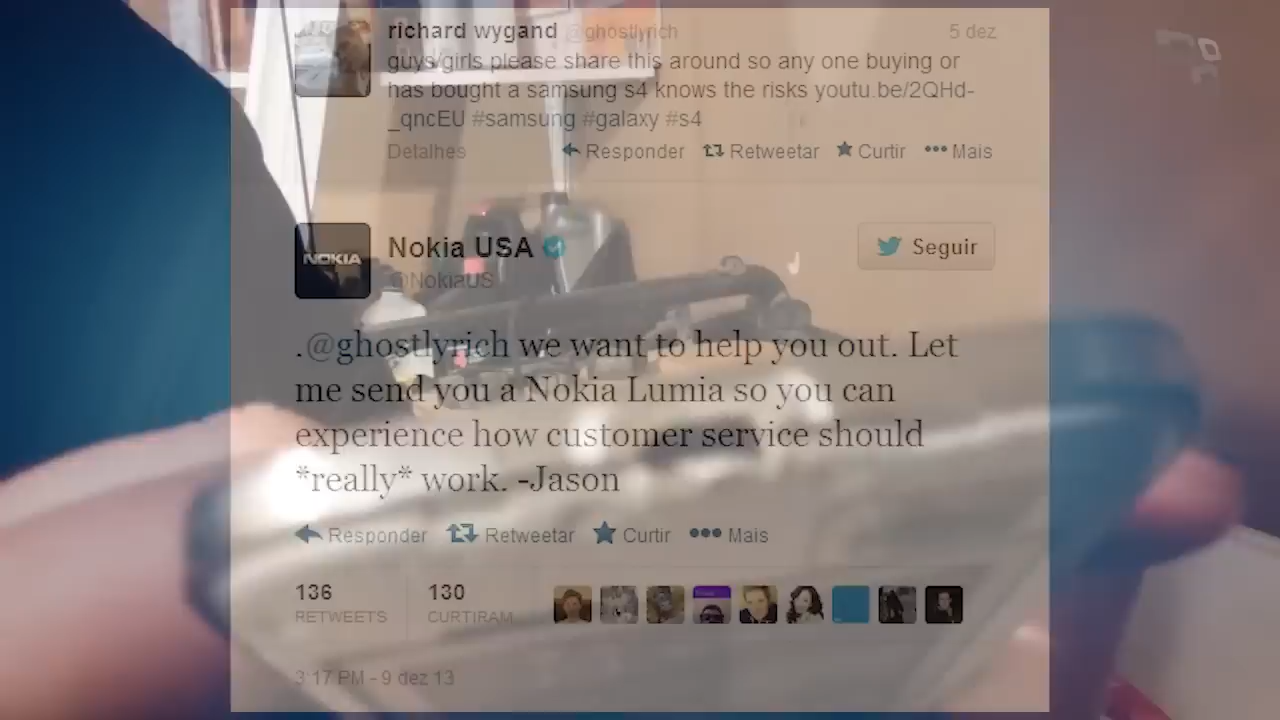 richard wygand @ghostlyrich 5 dez
guys/girls please share this around so any one buying or
has bought a samsung s4 knows the risks youtu.be/2QHd-
_qncEU #samsung #galaxy #s4
Detalhes Responder Retweetar Curtir Mais
NOKIA
Nokia USA
@NokiaUS
Seguir
.@ghostlyrich we want to help you out. Let
me send you a Nokia Lumia so you can
experience how customer service should
*really* work. -Jason
Responder Retweetar Curtir Mais
136 130
RETWEETS CURTIRAM
3:17 PM - 9 dez 13